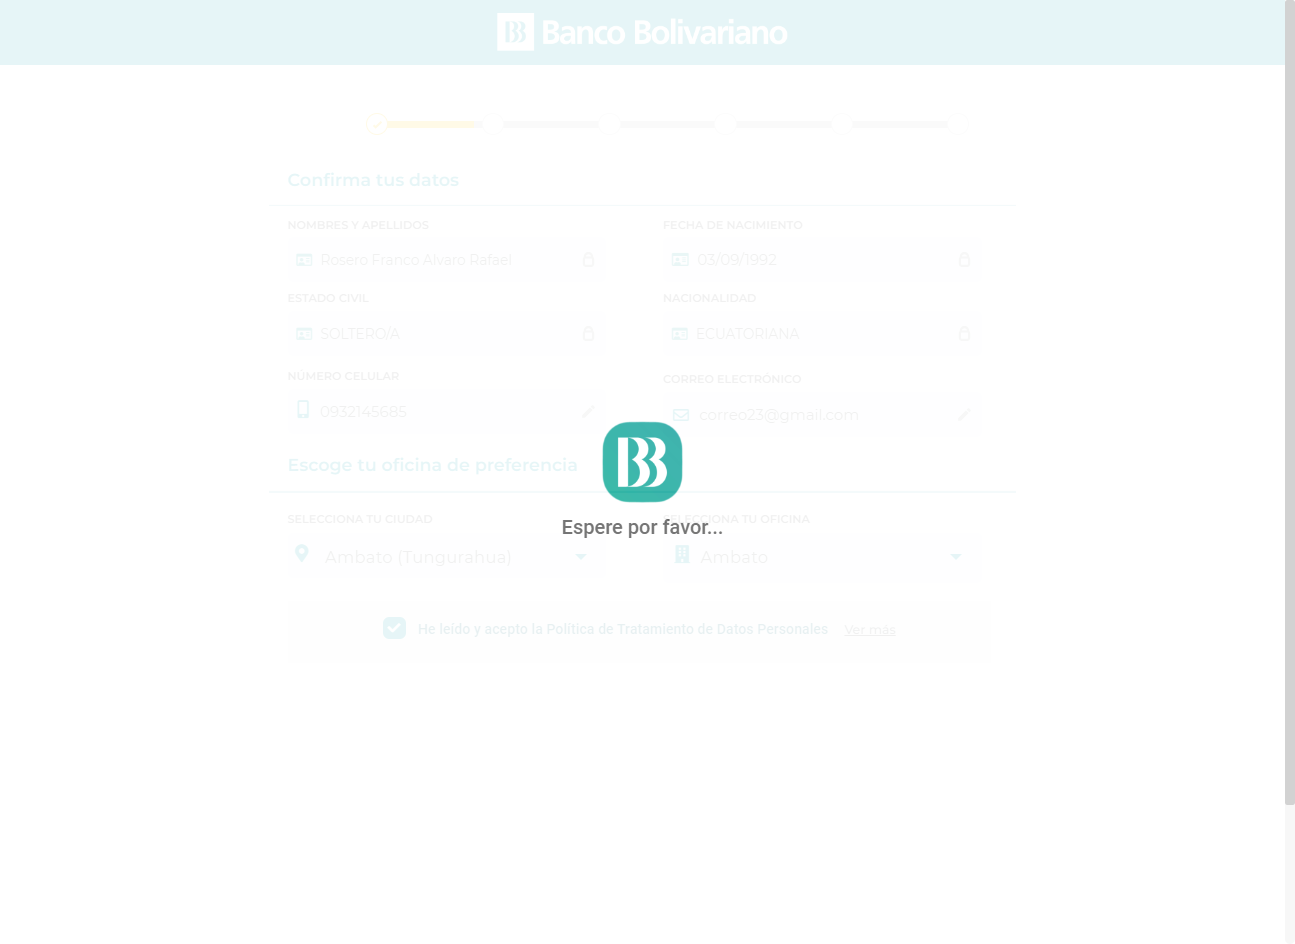 Banco Bolivariano
Confirma tus datos
NOMBRES Y APELLIDOS
Rosero Franco Alvaro Rafael
FECHA DE NACIMIENTO
03/09/1992
ESTADO CIVIL
SOLTERO/A
NACIONALIDAD
ECUATORIANA
NÚMERO CELULAR
0932145685
CORREO ELECTRÓNICO
correo23@gmail.com
Escoge tu oficina de preferencia
Espere por favor...
SELECCIONA TU CIUDAD
Ambato (Tungurahua)
SELECCIONA TU OFICINA
Ambato
He leído y acepto la Política de Tratamiento de Datos Personales Ver más